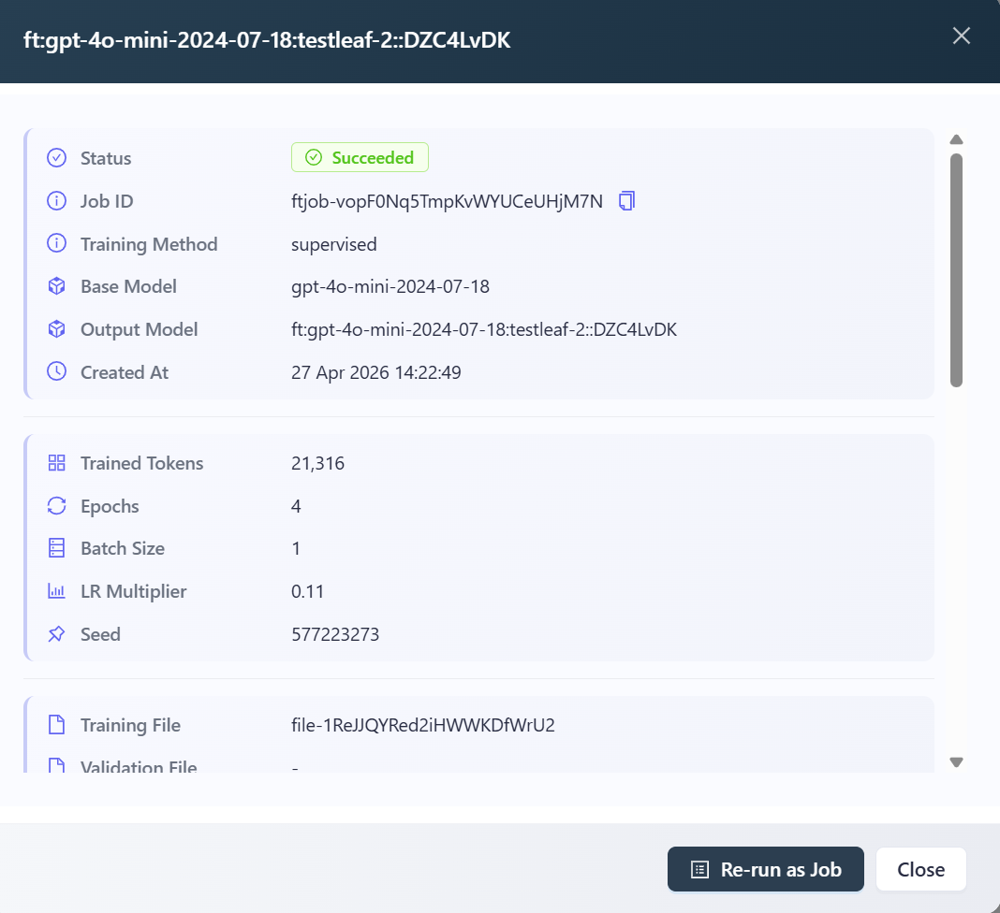 ft:gpt-4o-mini-2024-07-18:testleaf-2::DZC4LvDK
Status Succeeded
Job ID ftjob-vopF0Nq5TmpKvWYUCeUHjM7N
Training Method supervised
Base Model gpt-4o-mini-2024-07-18
Output Model ft:gpt-4o-mini-2024-07-18:testleaf-2::DZC4LvDK
Created At 27 Apr 2026 14:22:49
Trained Tokens 21,316
Epochs 4
Batch Size 1
LR Multiplier 0.11
Seed 577223273
Training File file-1ReJJQYRed2iHWWKDfWrU2
Validation File -
Re-run as Job Close